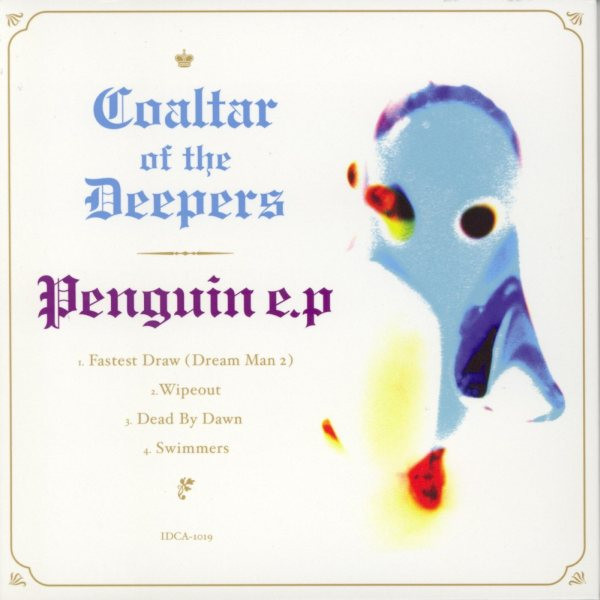 Coaltar
of the
Deepers
Penguin e.p
1. Fastest Draw (Dream Man 2)
2. Wipeout
3. Dead By Dawn
4. Swimmers
IDCA-1019